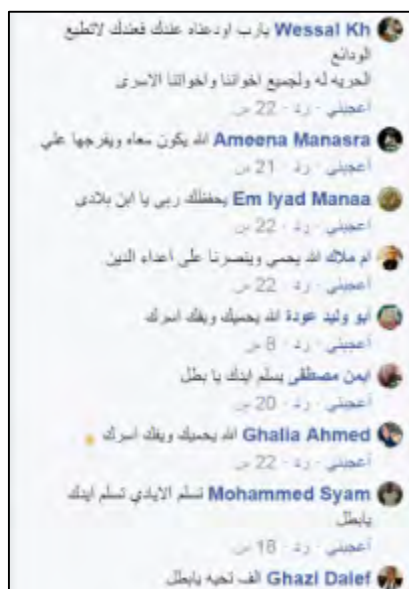 Wessal Kh يارب اودعناه عندك فعندك لاتطيع
الودائع
الحريه له ولجميع اخواننا واخواتنا الاسرى
أعجبني · رد · 22 س
Ameena Manasra الله يكون معاه ويفرجها علي
أعجبني · رد · 21 س
Em Iyad Manaa يحفظك ربي يا ابن بلادي
أعجبني · رد · 22 س
ام ملاك الله يحمي وينصرنا على أعداء الدين
أعجبني · رد · 22 س
ابو وليد عودة الله يحميك ويفك اسرك
أعجبني · رد · 8 س
ايمن مصطفى يسلم ايدك يا بطل
أعجبني · رد · 20 س
Ghalia Ahmed الله يحميك ويفك اسرك
أعجبني · رد · 22 س
Mohammed Syam تسلم الايادي تسلم ايدك
يابطل
أعجبني · رد · 18 س
Ghazi Dalef الف تحيه يابطل